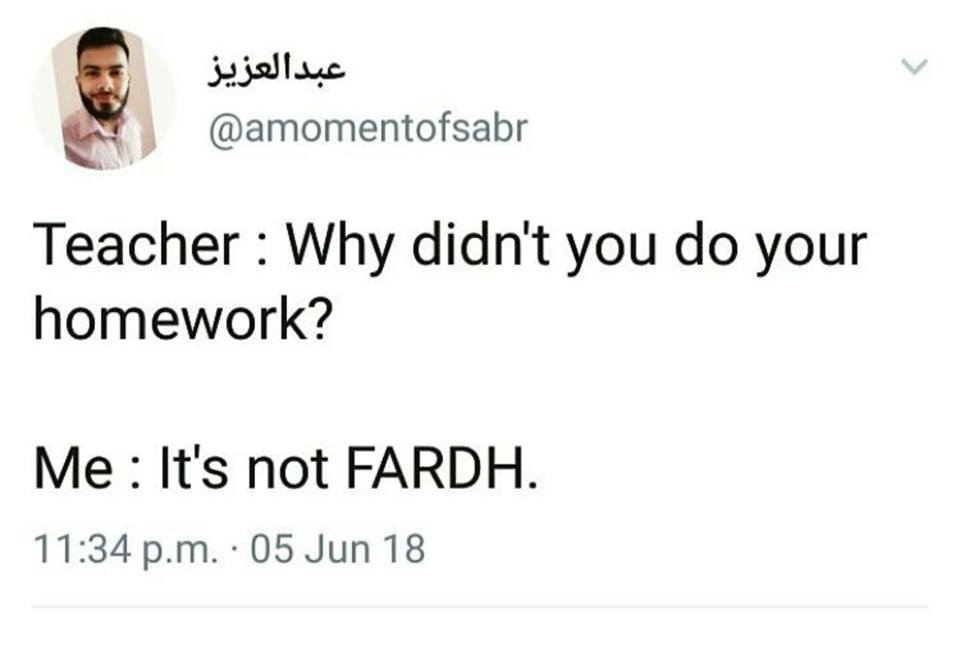 عبدالعزيز
@amomentofsabr
Teacher : Why didn't you do your
homework?
Me : It's not FARDH.
11:34 p.m. · 05 Jun 18